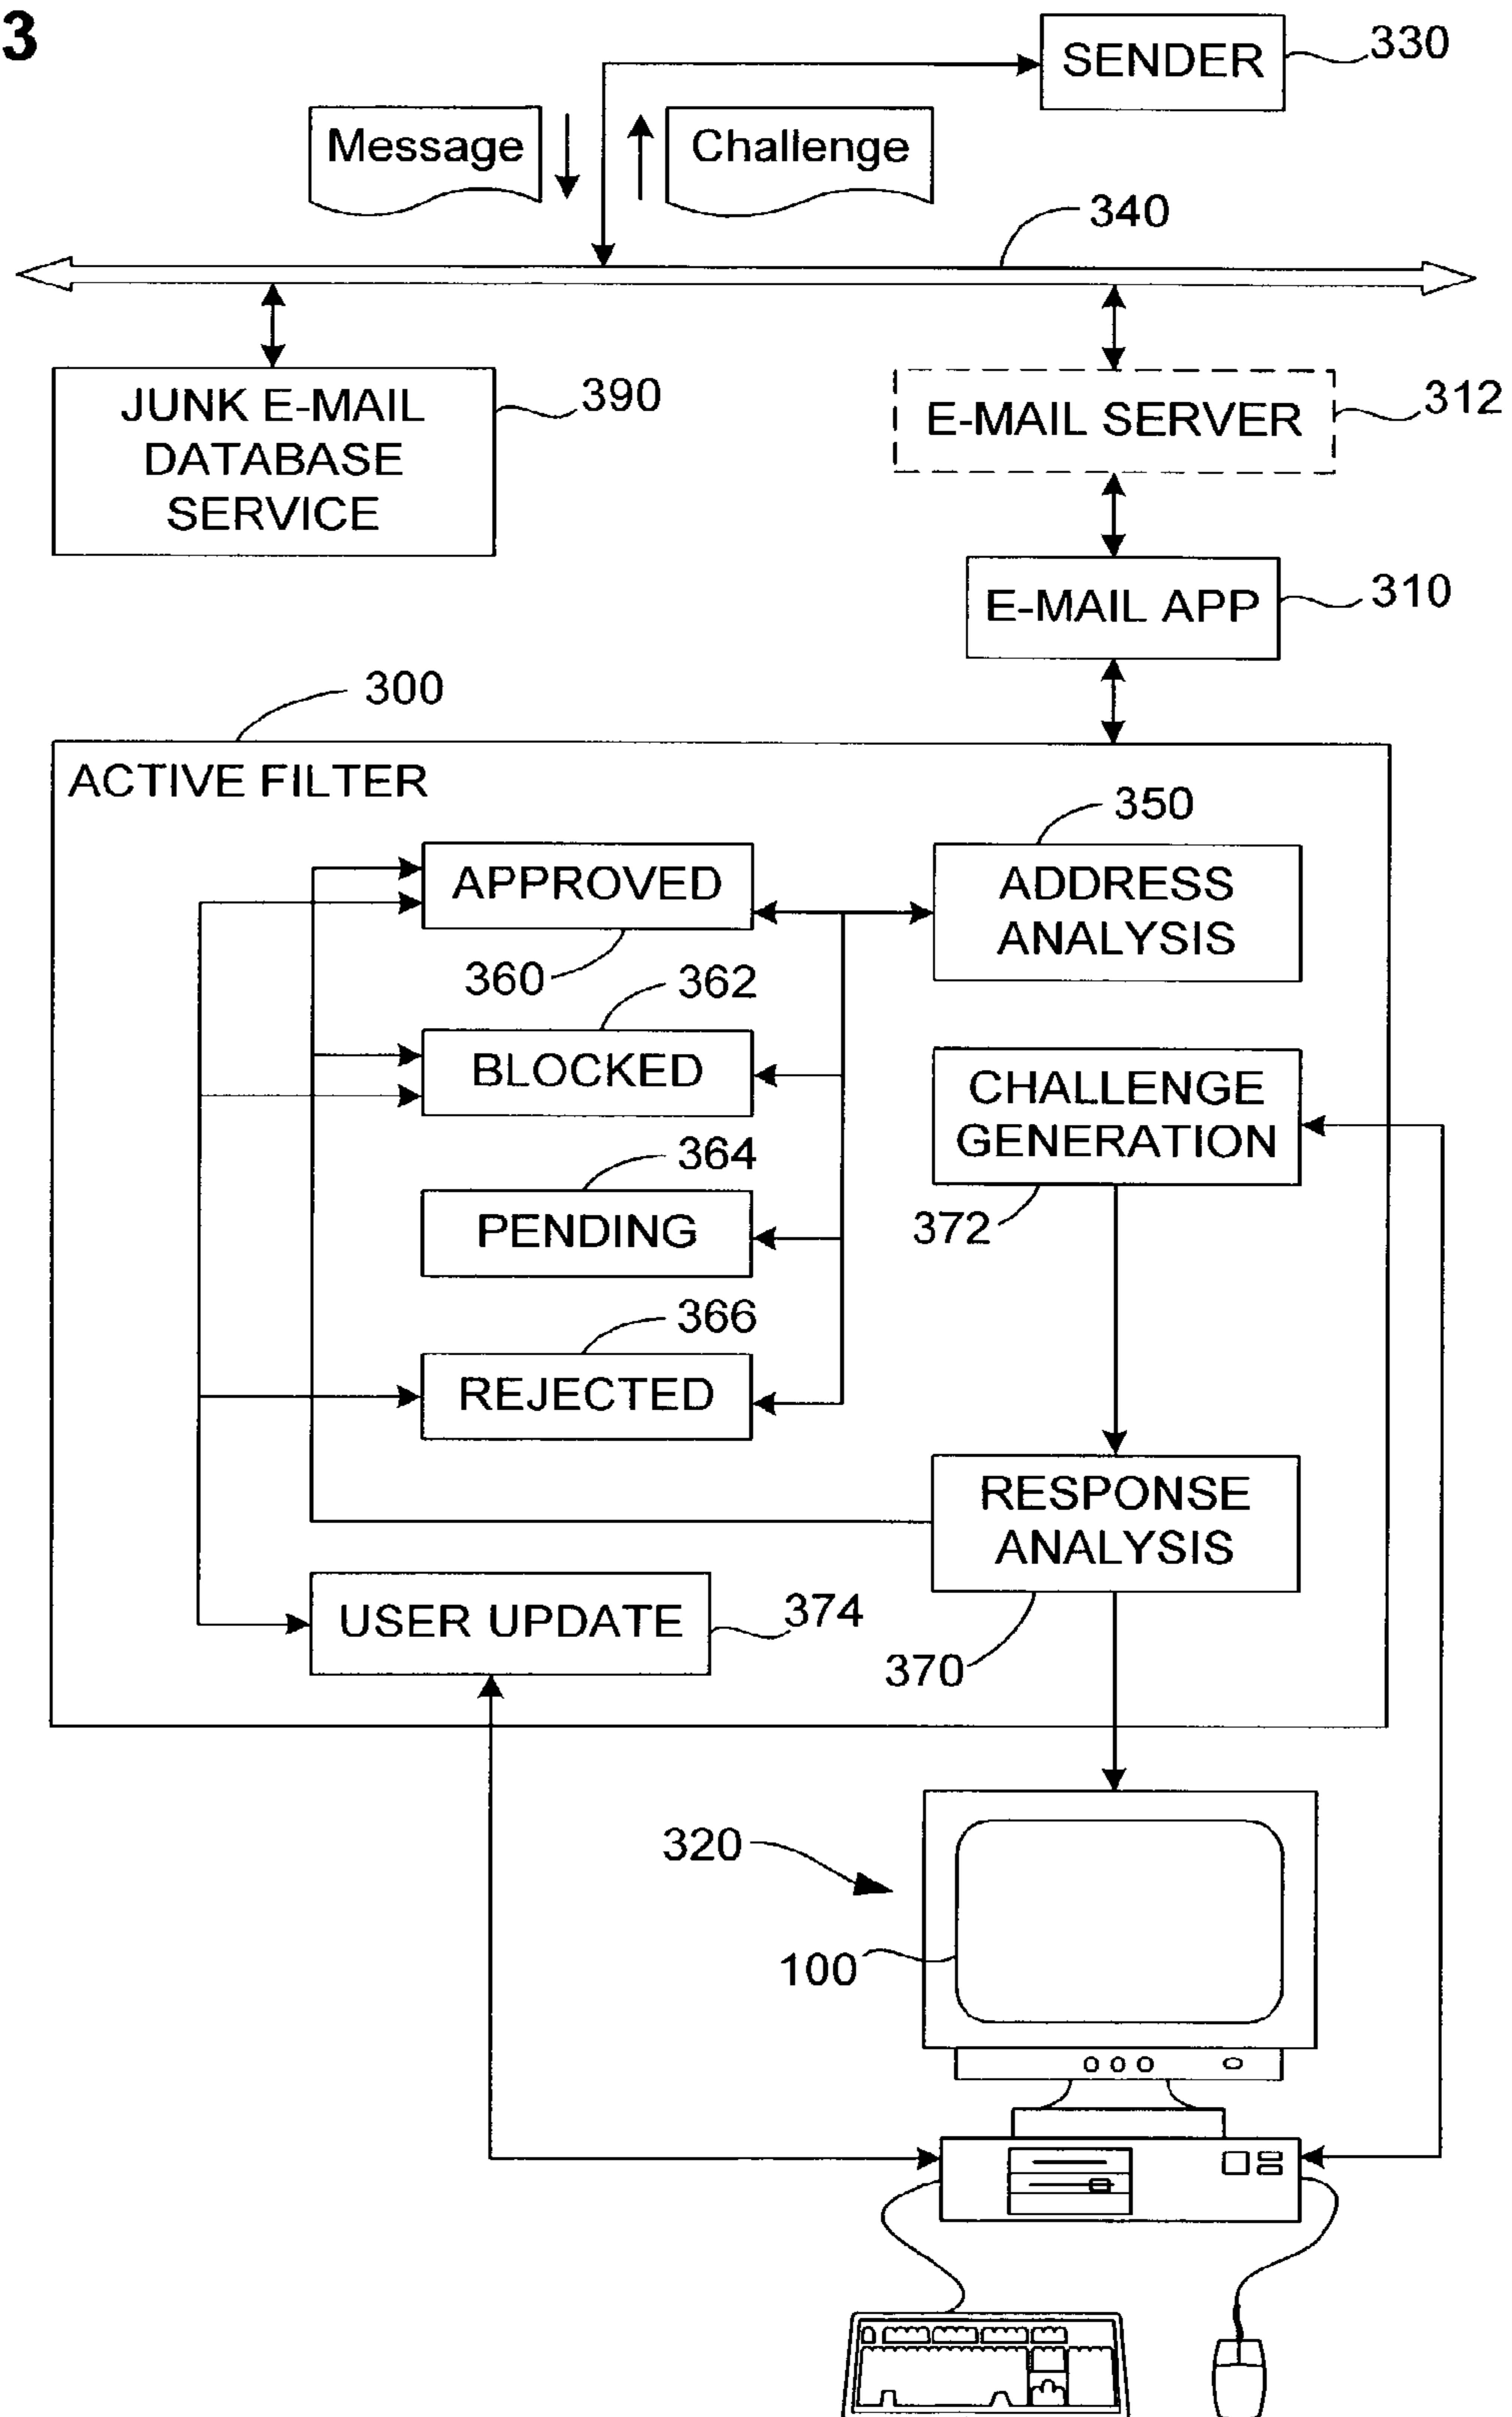 3
SENDER
330
Message
Challenge
340
JUNK E-MAIL
DATABASE
SERVICE
390
E-MAIL SERVER
312
E-MAIL APP
310
300
ACTIVE FILTER
350
APPROVED
ADDRESS
ANALYSIS
360
362
BLOCKED
CHALLENGE
GENERATION
364
372
PENDING
366
REJECTED
RESPONSE
ANALYSIS
USER UPDATE
374
370
320
100